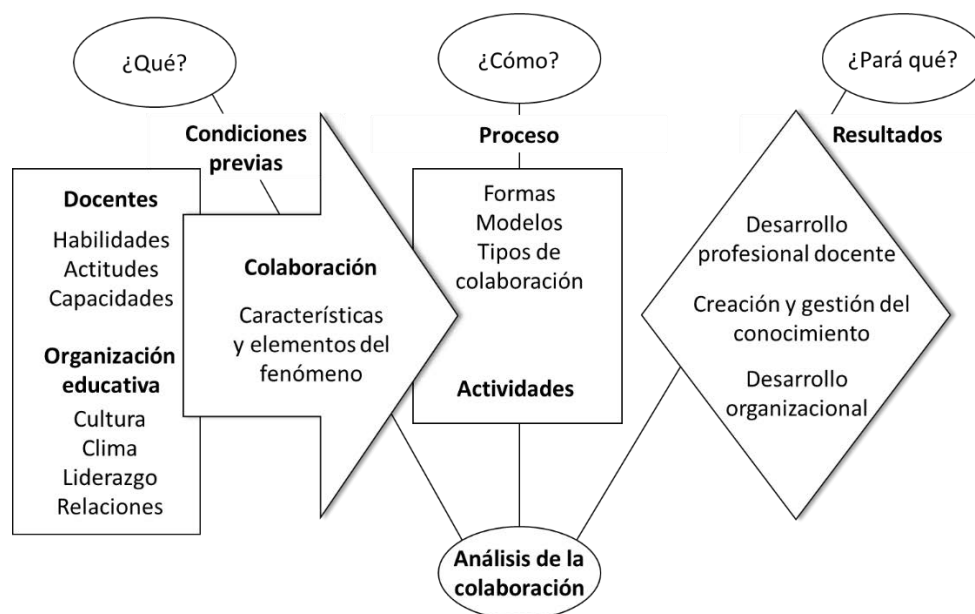 ¿Qué?
¿Cómo?
¿Pará qué?
Condiciones
previas
Proceso
Resultados
Docentes
Habilidades
Actitudes
Capacidades
Organización
educativa
Cultura
Clima
Liderazgo
Relaciones
Colaboración
Características
y elementos del
fenómeno
Formas
Modelos
Tipos de
colaboración
Actividades
Desarrollo
profesional docente
Creación y gestión del
conocimiento
Desarrollo
organizacional
Análisis de la
colaboración